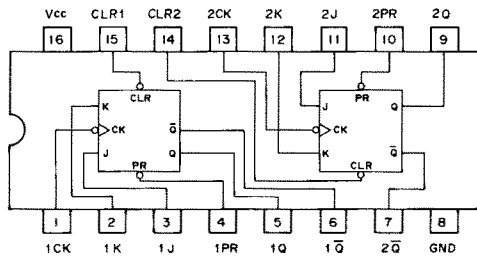 Vcc CLR1 CLR2 2CK 2K 2J 2PR 2Q
16 15 14 13 12 11 10 9
CLR PR
K J Q
CK Q̅ CK
J Q K Q̅
PR CLR
1 2 3 4 5 6 7 8
1CK 1K 1J 1PR 1Q 1Q̅ 2Q̅ GND